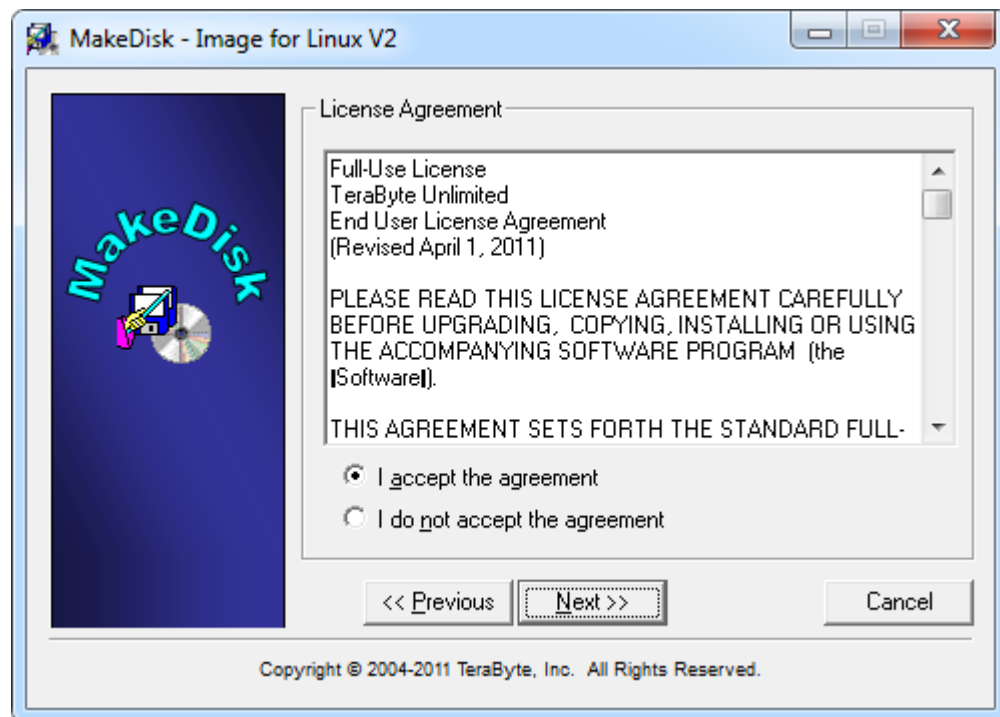 MakeDisk - Image for Linux V2
MakeDisk
License Agreement
Full-Use License
TeraByte Unlimited
End User License Agreement
(Revised April 1, 2011)
PLEASE READ THIS LICENSE AGREEMENT CAREFULLY
BEFORE UPGRADING,  COPYING, INSTALLING OR USING
THE ACCOMPANYING SOFTWARE PROGRAM  (the
❙Software❙).
THIS AGREEMENT SETS FORTH THE STANDARD FULL-
I accept the agreement
I do not accept the agreement
<< Previous
Next >>
Cancel
Copyright © 2004-2011 TeraByte, Inc.  All Rights Reserved.